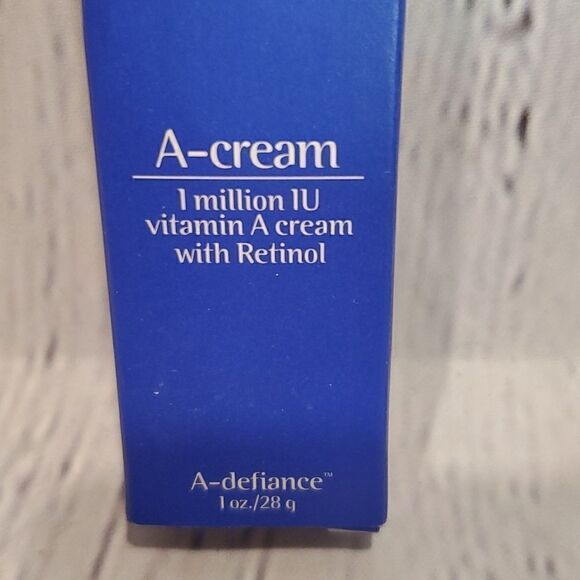 A-cream
1 million IU
vitamin A cream
with Retinol
A-defiance™
1 oz./28 g